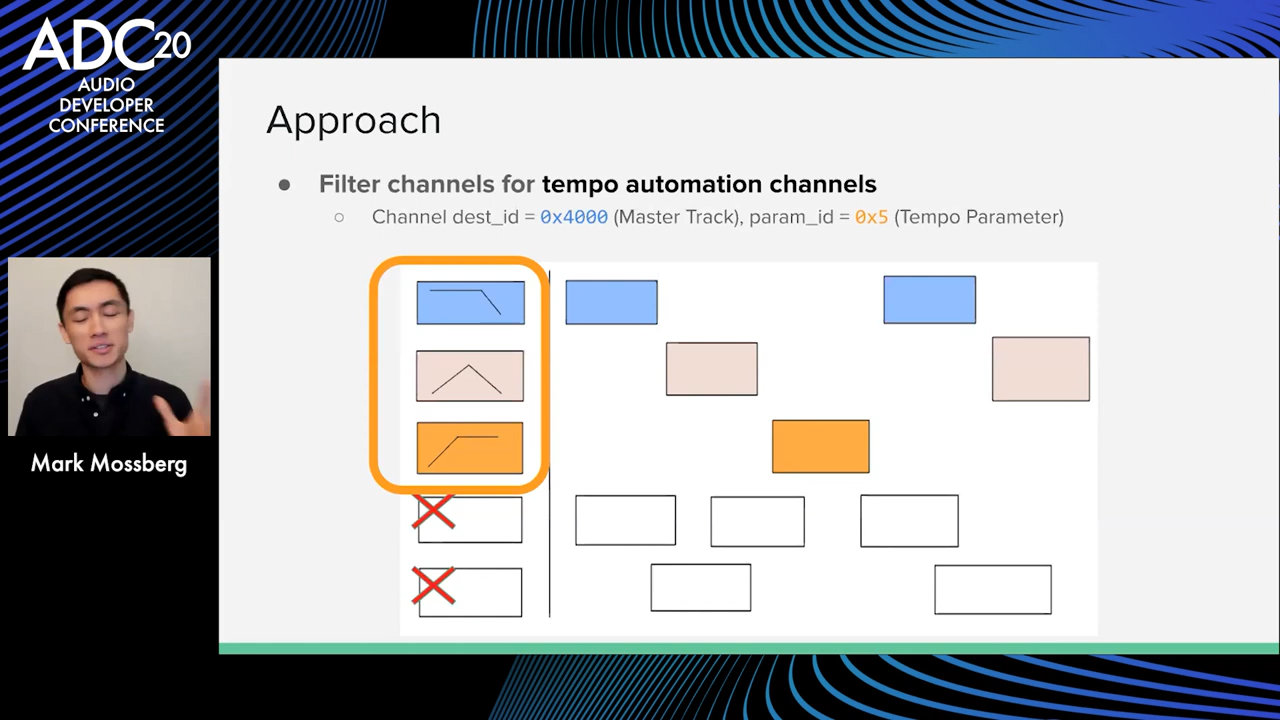 ADC20
AUDIO
DEVELOPER
CONFERENCE
Approach
● Filter channels for tempo automation channels
○ Channel dest_id = 0x4000 (Master Track), param_id = 0x5 (Tempo Parameter)
Mark Mossberg